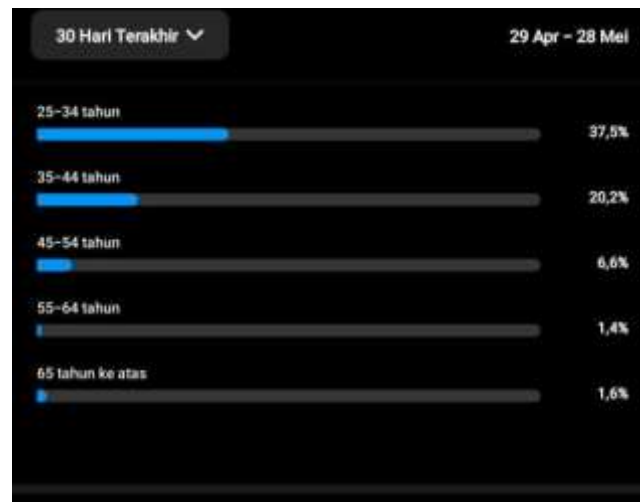 30 Hari Terakhir
29 Apr – 28 Mei
25–34 tahun
37,5%
35–44 tahun
20,2%
45–54 tahun
6,6%
55–64 tahun
1,4%
65 tahun ke atas
1,6%